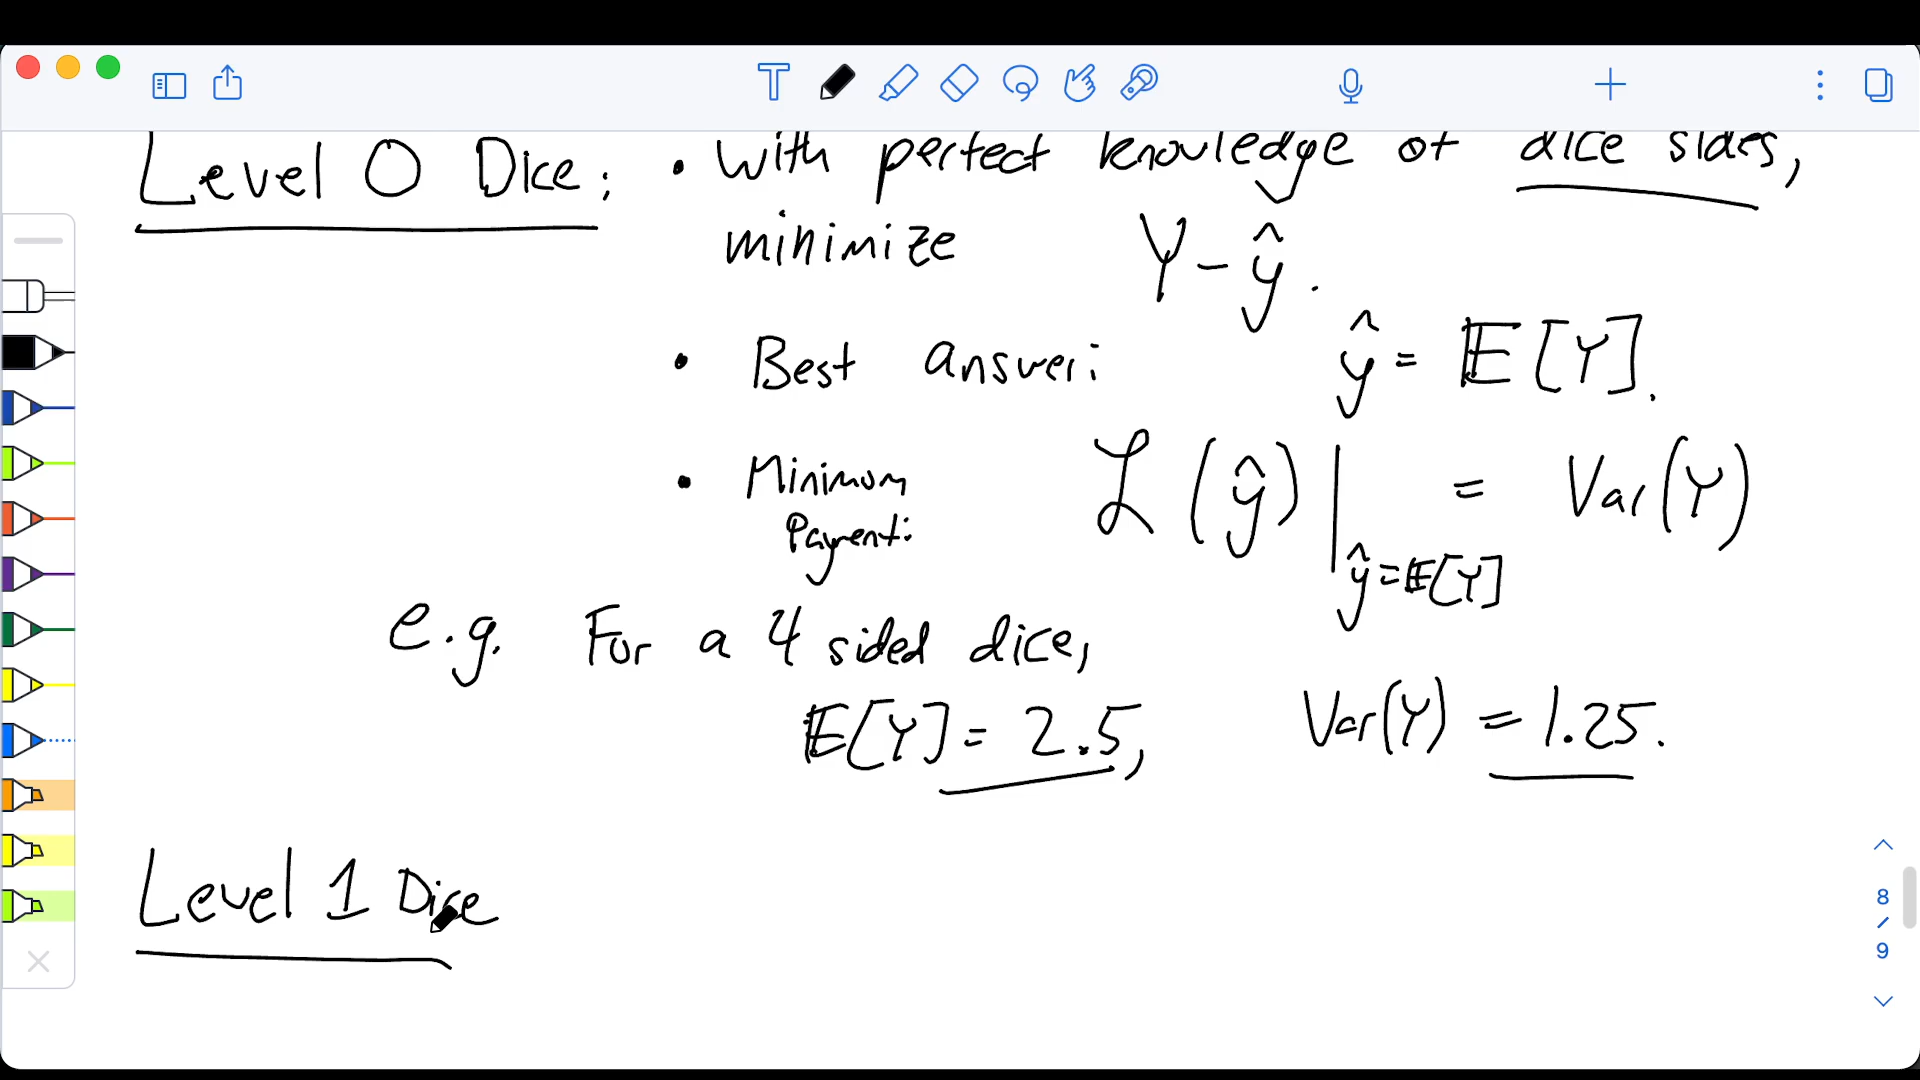 Level 0 Dice: • with perfect knowledge of dice sides,
minimize Y - ŷ.
• Best answer: ŷ = 𝔼[Y].
• Minimum Payment: ℒ(ŷ)|ŷ=𝔼[Y] = Var(Y)
e.g. For a 4 sided dice,
𝔼[Y] = 2.5, Var(Y) = 1.25.
Level 1 Dice
8
/
9